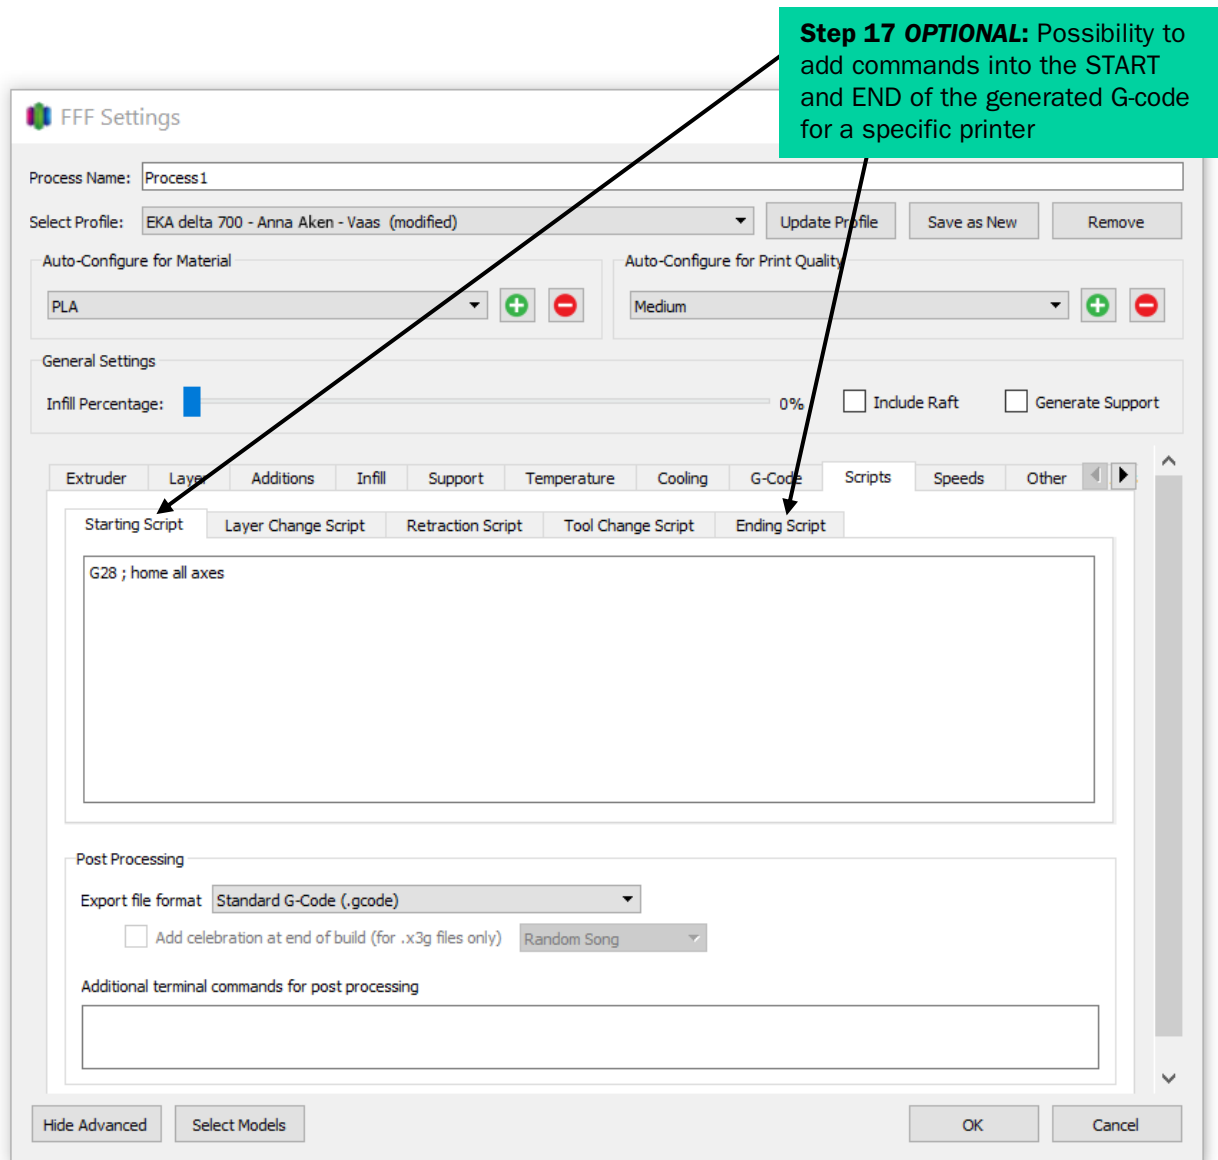 Step 17 OPTIONAL: Possibility to
add commands into the START
and END of the generated G-code
for a specific printer
FFF Settings
Process Name: Process1
Select Profile: EKA delta 700 - Anna Aken - Vaas (modified) Update Profile Save as New Remove
Auto-Configure for Material Auto-Configure for Print Quality
PLA Medium
General Settings
Infill Percentage: 0% Include Raft Generate Support
Extruder Layer Additions Infill Support Temperature Cooling G-Code Scripts Speeds Other
Starting Script Layer Change Script Retraction Script Tool Change Script Ending Script
G28 ; home all axes
Post Processing
Export file format Standard G-Code (.gcode)
Add celebration at end of build (for .x3g files only) Random Song
Additional terminal commands for post processing
Hide Advanced Select Models OK Cancel